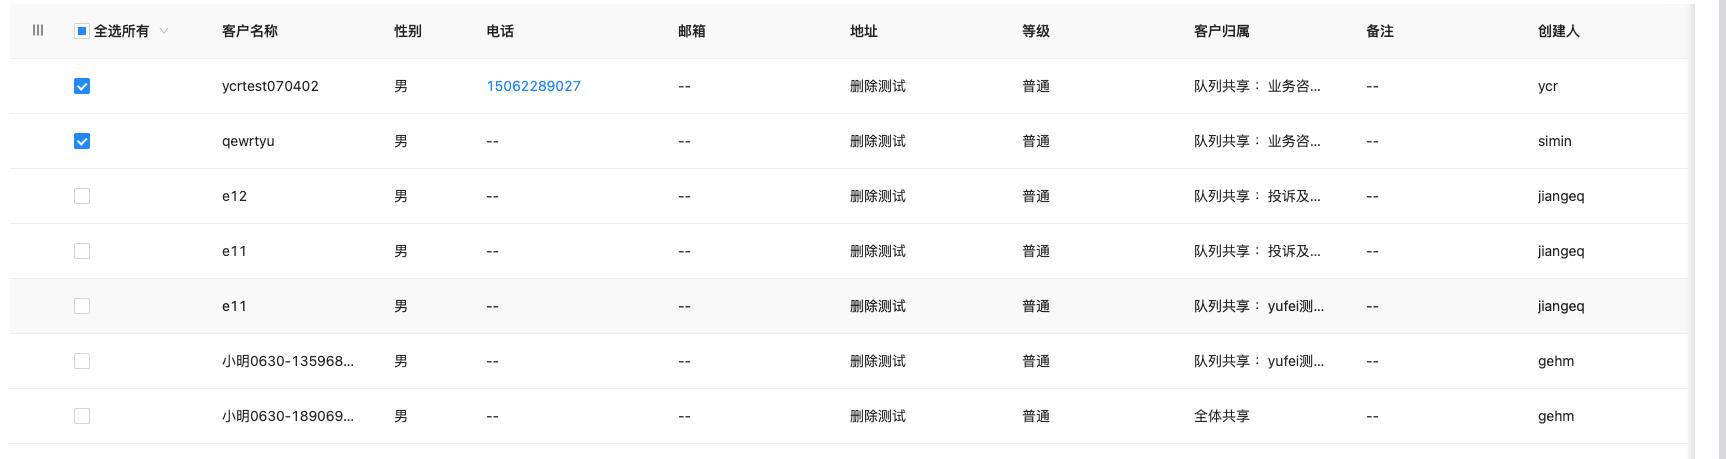 全选所有 客户名称 性别 电话 邮箱 地址 等级 客户归属 备注 创建人
ycrtest070402 男 15062289027 -- 删除测试 普通 队列共享： 业务咨... -- ycr
qewrtyu 男 -- -- 删除测试 普通 队列共享： 业务咨... -- simin
e12 男 -- -- 删除测试 普通 队列共享： 投诉及... -- jiangeq
e11 男 -- -- 删除测试 普通 队列共享： 投诉及... -- jiangeq
e11 男 -- -- 删除测试 普通 队列共享： yufei测... -- jiangeq
小明0630-135968... 男 -- -- 删除测试 普通 队列共享： yufei测... -- gehm
小明0630-189069... 男 -- -- 删除测试 普通 全体共享 -- gehm